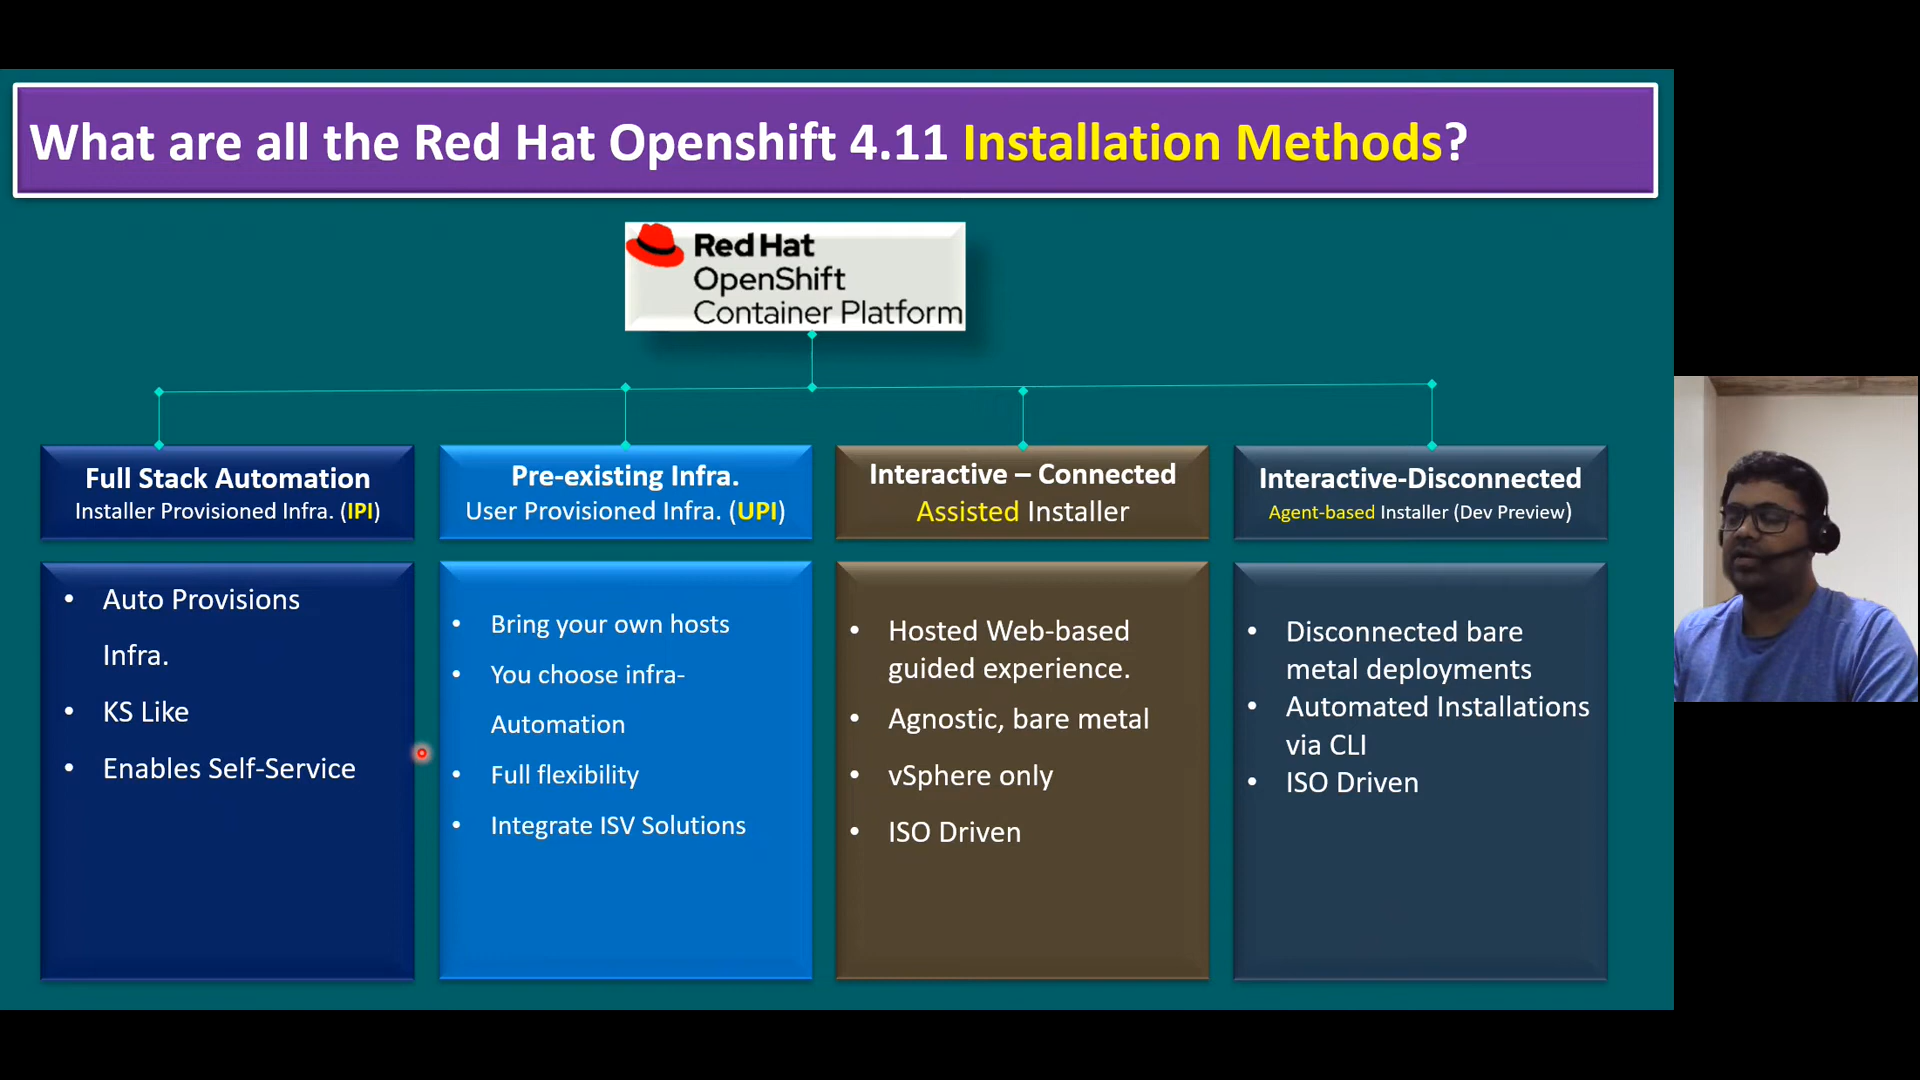 What are all the Red Hat Openshift 4.11 Installation Methods?
Red Hat
OpenShift
Container Platform
Full Stack Automation
Installer Provisioned Infra. (IPI)
• Auto Provisions
Infra.
• KS Like
• Enables Self-Service
Pre-existing Infra.
User Provisioned Infra. (UPI)
• Bring your own hosts
• You choose infra-
Automation
• Full flexibility
• Integrate ISV Solutions
Interactive – Connected
Assisted Installer
• Hosted Web-based
guided experience.
• Agnostic, bare metal
• vSphere only
• ISO Driven
Interactive-Disconnected
Agent-based Installer (Dev Preview)
• Disconnected bare
metal deployments
• Automated Installations
via CLI
• ISO Driven